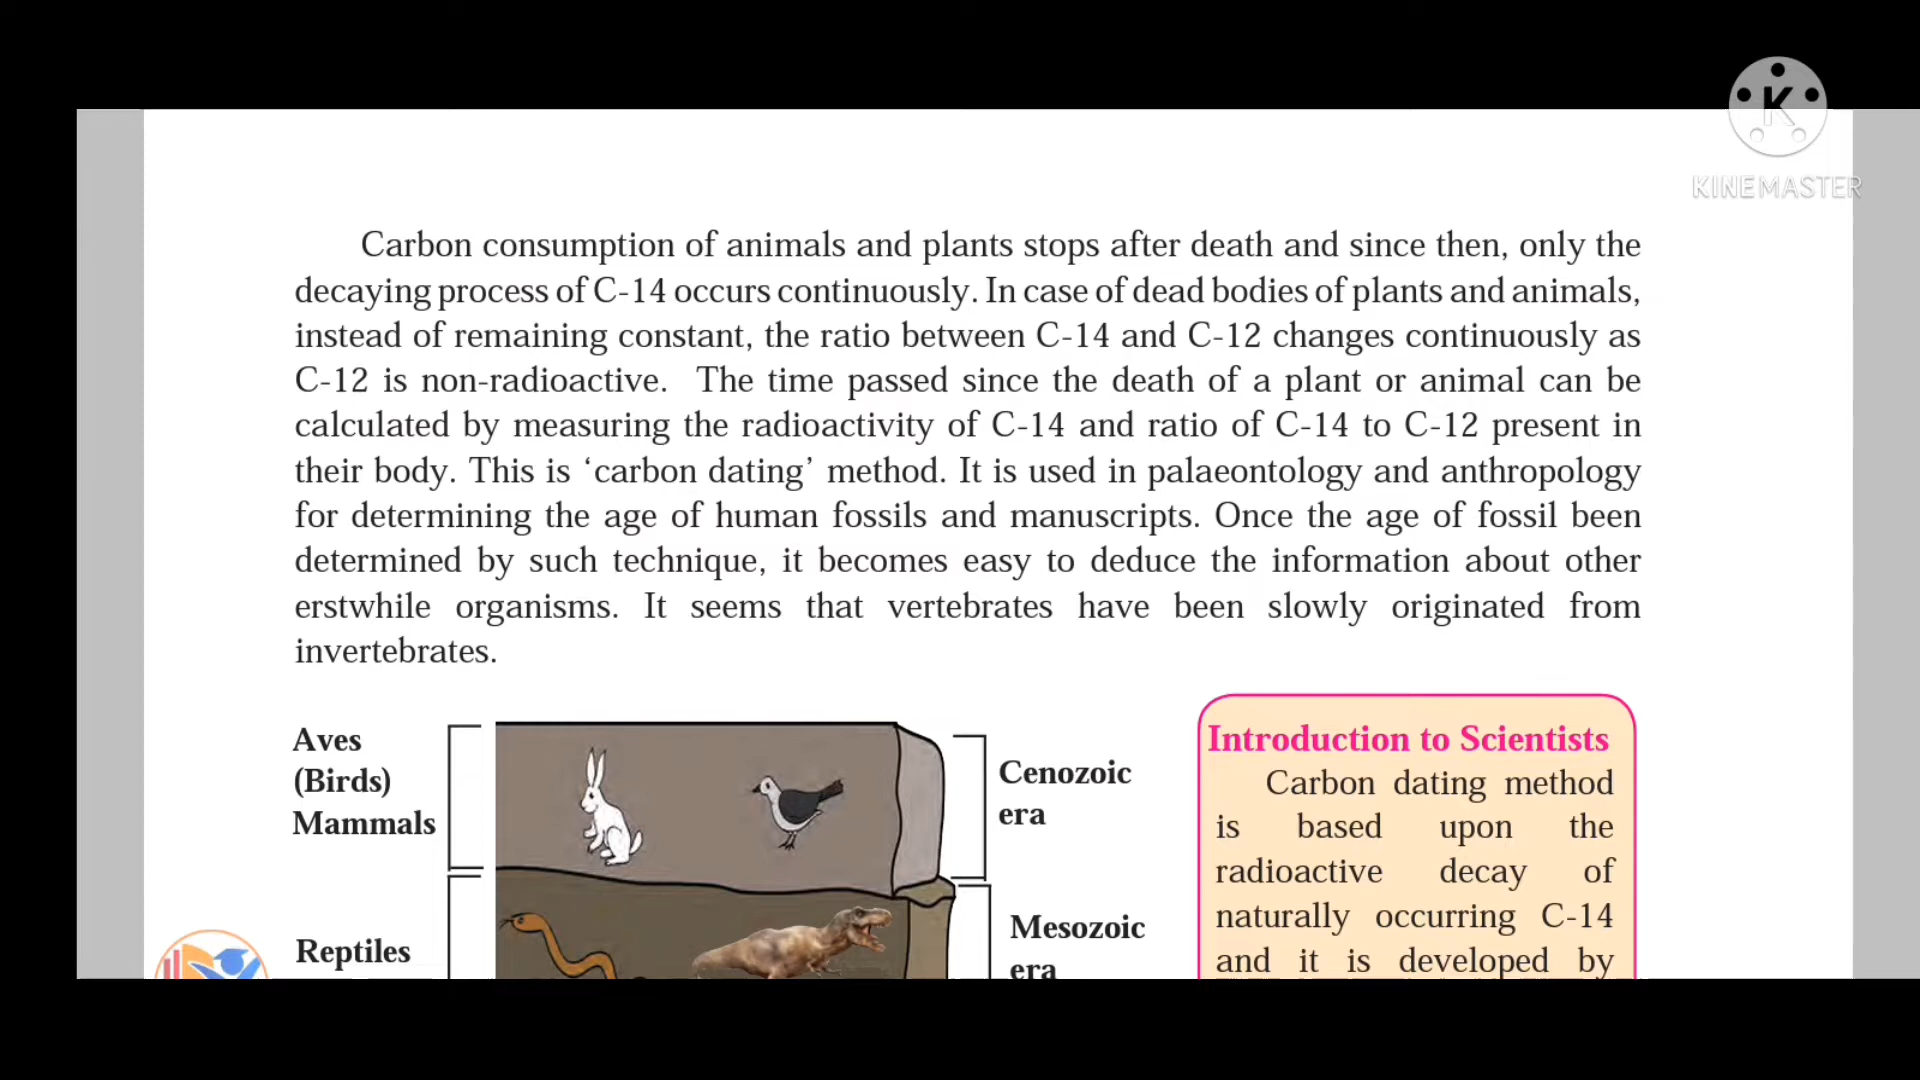 K
KINEMASTER
Carbon consumption of animals and plants stops after death and since then, only the
decaying process of C-14 occurs continuously. In case of dead bodies of plants and animals,
instead of remaining constant, the ratio between C-14 and C-12 changes continuously as
C-12 is non-radioactive. The time passed since the death of a plant or animal can be
calculated by measuring the radioactivity of C-14 and ratio of C-14 to C-12 present in
their body. This is ‘carbon dating’ method. It is used in palaeontology and anthropology
for determining the age of human fossils and manuscripts. Once the age of fossil been
determined by such technique, it becomes easy to deduce the information about other
erstwhile organisms. It seems that vertebrates have been slowly originated from
invertebrates.
Aves
(Birds)
Mammals
Reptiles
Cenozoic
era
Mesozoic
era
Introduction to Scientists
Carbon dating method
is based upon the
radioactive decay of
naturally occurring C-14
and it is developed by